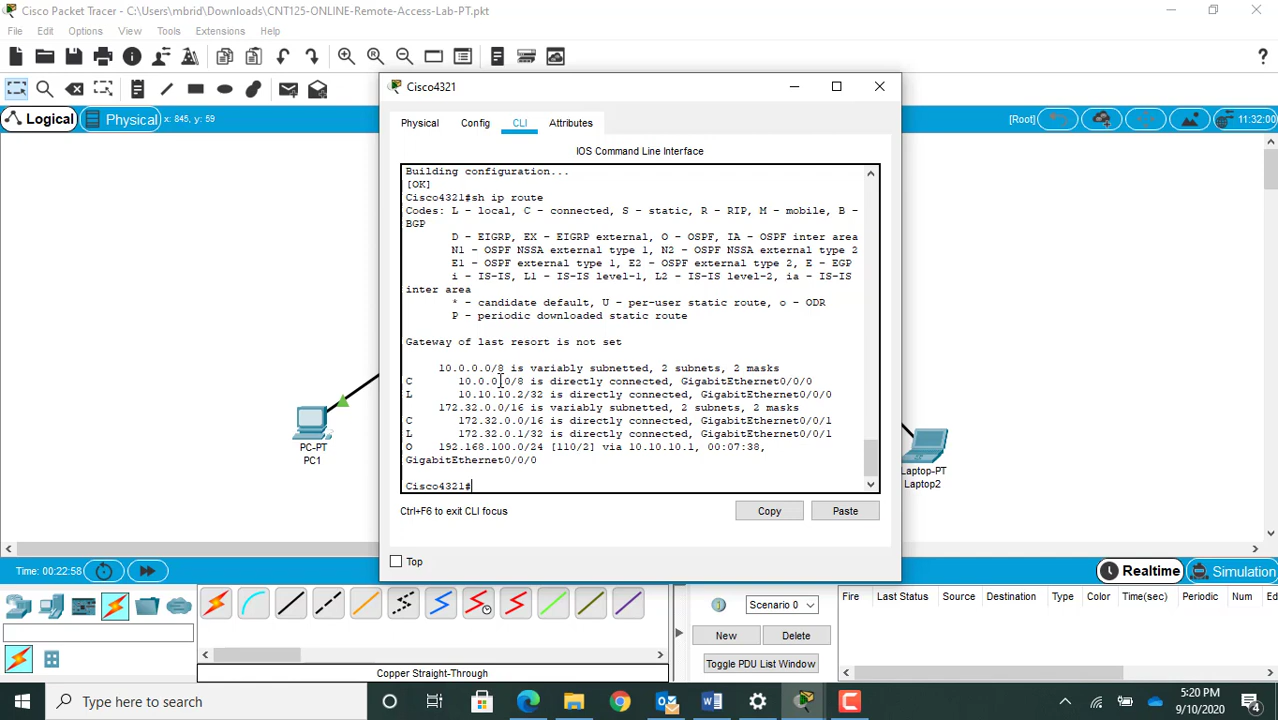 Cisco Packet Tracer - C:\Users\mbrid\Downloads\CNT125-ONLINE-Remote-Access-Lab-PT.pkt
File Edit Options View Tools Extensions Help
Logical Physical x: 845, y: 59
[Root] 11:32:00
Cisco4321
Physical Config CLI Attributes
IOS Command Line Interface
Building configuration...
[OK]
Cisco4321#sh ip route
Codes: L - local, C - connected, S - static, R - RIP, M - mobile, B -
BGP
D - EIGRP, EX - EIGRP external, O - OSPF, IA - OSPF inter area
N1 - OSPF NSSA external type 1, N2 - OSPF NSSA external type 2
E1 - OSPF external type 1, E2 - OSPF external type 2, E - EGP
i - IS-IS, L1 - IS-IS level-1, L2 - IS-IS level-2, ia - IS-IS
inter area
* - candidate default, U - per-user static route, o - ODR
P - periodic downloaded static route
Gateway of last resort is not set
10.0.0.0/8 is variably subnetted, 2 subnets, 2 masks
C 10.0.0.0/8 is directly connected, GigabitEthernet0/0/0
L 10.10.10.2/32 is directly connected, GigabitEthernet0/0/0
172.32.0.0/16 is variably subnetted, 2 subnets, 2 masks
C 172.32.0.0/16 is directly connected, GigabitEthernet0/0/1
L 172.32.0.1/32 is directly connected, GigabitEthernet0/0/1
O 192.168.100.0/24 [110/2] via 10.10.10.1, 00:07:38,
GigabitEthernet0/0/0
Cisco4321#
Ctrl+F6 to exit CLI focus
Copy Paste
Top
PC-PT
PC1
Laptop-PT
Laptop2
Time: 00:22:58
Realtime Simulation
Scenario 0
New Delete
Toggle PDU List Window
Fire Last Status Source Destination Type Color Time(sec) Periodic Num Ed
Copper Straight-Through
Type here to search
5:20 PM
9/10/2020
4